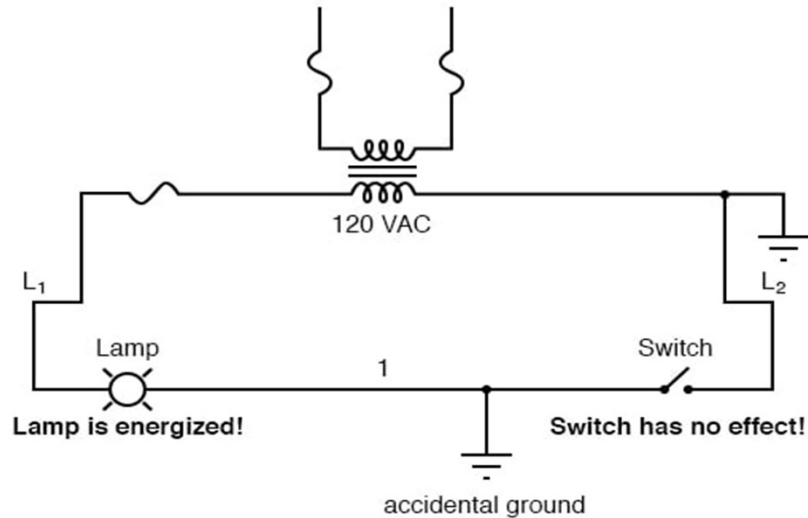 120 VAC
L₁
L₂
Lamp
1
Switch
Lamp is energized!
Switch has no effect!
accidental ground